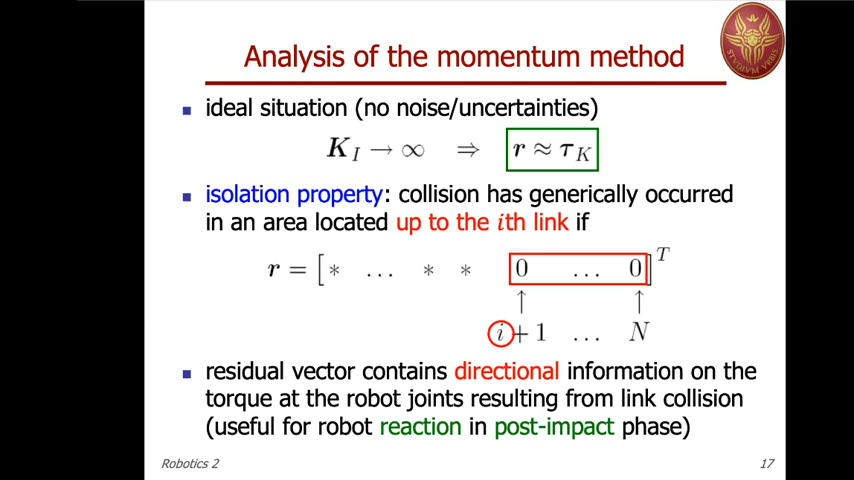 Analysis of the momentum method
STVDIVM VRBIS
▪ ideal situation (no noise/uncertainties)
K_I → ∞ ⇒ r ≈ τ_K
▪ isolation property: collision has generically occurred
in an area located up to the ith link if
r = [* … * * 0 … 0]^T
↑ ↑
i + 1 … N
▪ residual vector contains directional information on the
torque at the robot joints resulting from link collision
(useful for robot reaction in post-impact phase)
Robotics 2 17